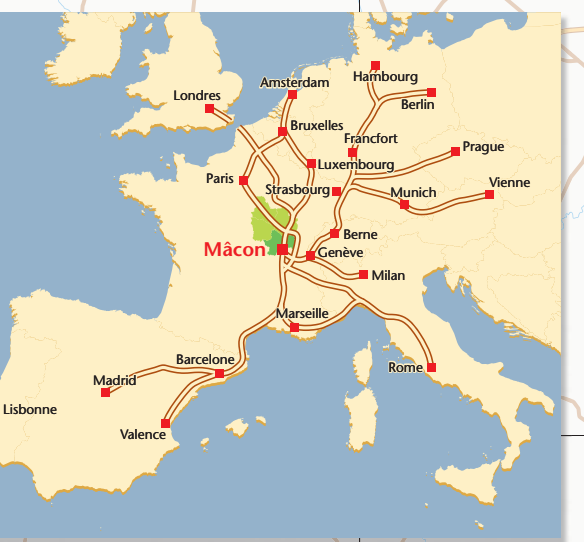 Hambourg
Amsterdam
Londres
Berlin
Bruxelles
Francfort
Prague
Luxembourg
Paris
Strasbourg
Munich
Vienne
Berne
Mâcon
Genève
Milan
Marseille
Barcelone
Rome
Madrid
Lisbonne
Valence